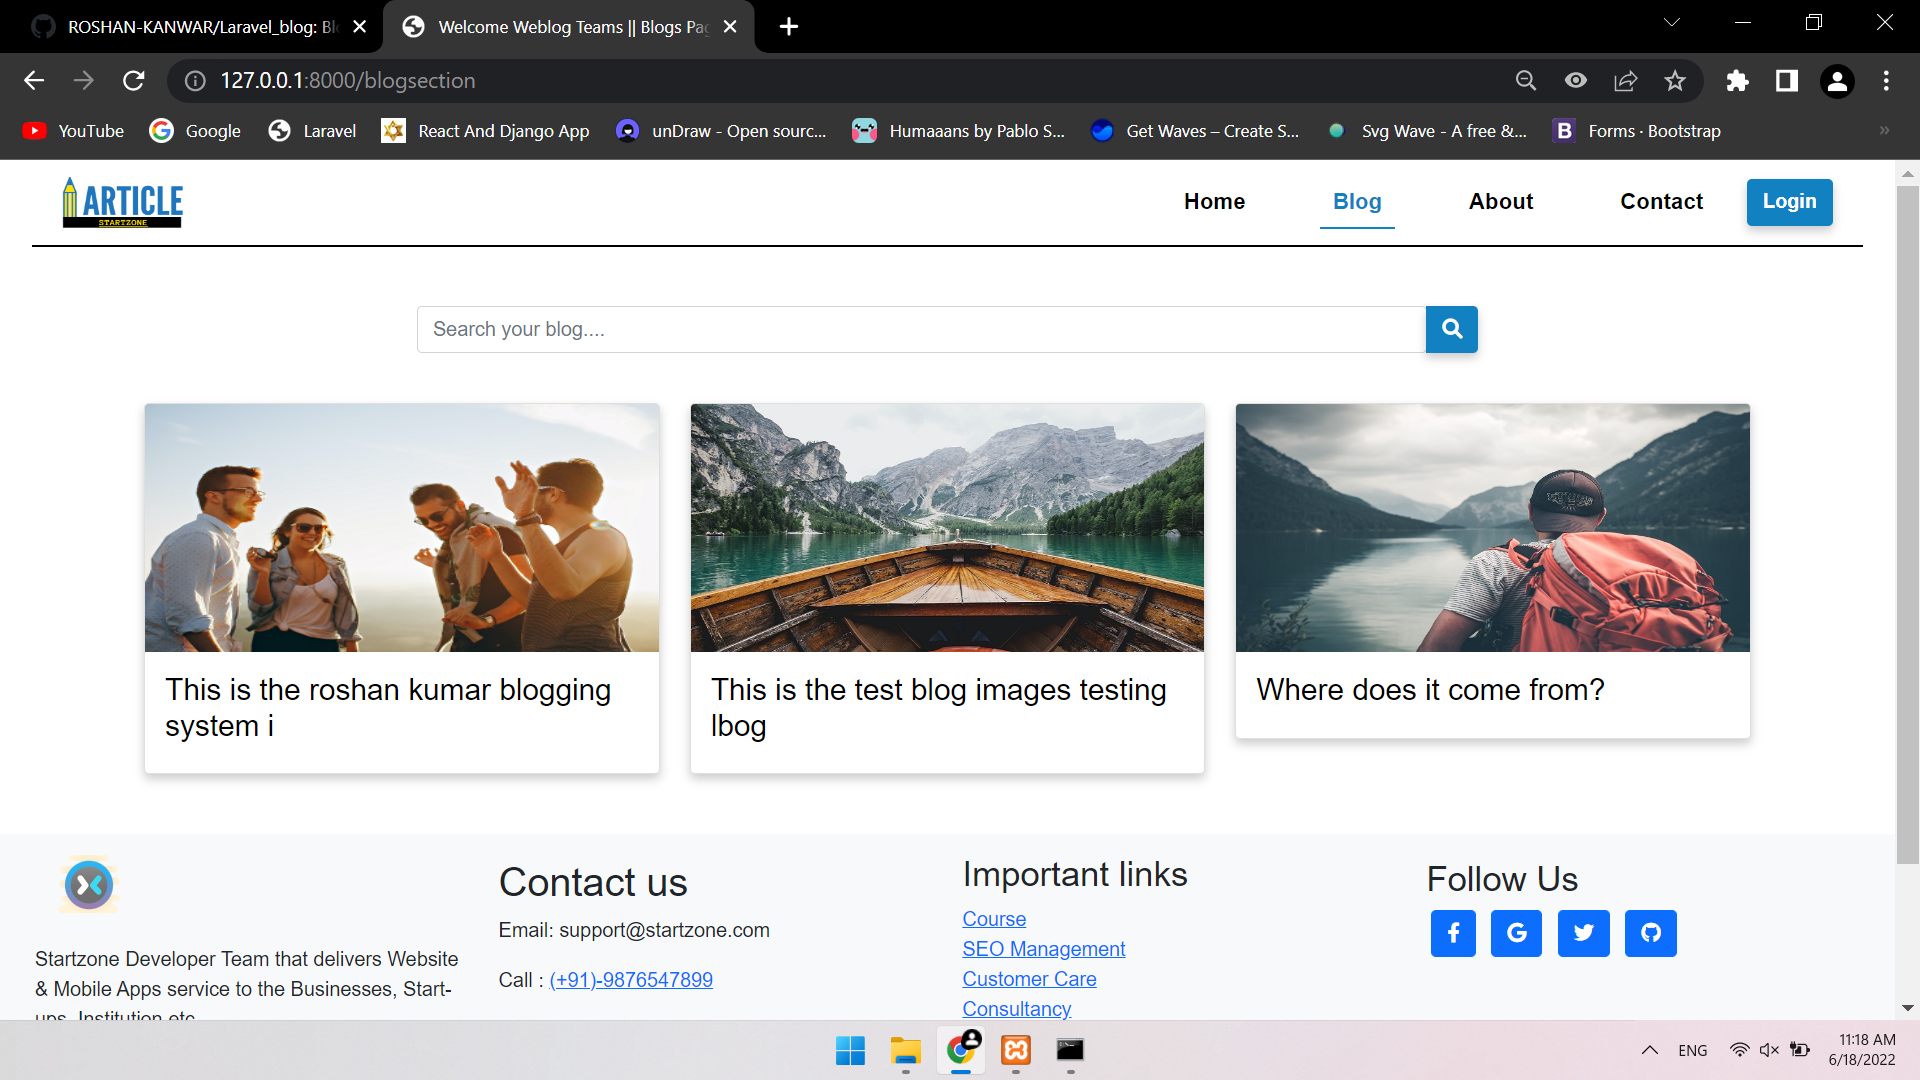 ROSHAN-KANWAR/Laravel_blog: Bl
Welcome Weblog Teams || Blogs Pag
127.0.0.1:8000/blogsection
YouTube
Google
Laravel
React And Django App
unDraw - Open sourc...
Humaaans by Pablo S...
Get Waves – Create S...
Svg Wave - A free &...
B
Forms · Bootstrap
»
ARTICLE
STARTZONE
Home
Blog
About
Contact
Login
Search your blog....
This is the roshan kumar blogging
system i
This is the test blog images testing
lbog
Where does it come from?
Startzone Developer Team that delivers Website
& Mobile Apps service to the Businesses, Start-
ups, Institution etc
Contact us
Email: support@startzone.com
Call : (+91)-9876547899
Important links
Course
SEO Management
Customer Care
Consultancy
Follow Us
ENG
11:18 AM
6/18/2022